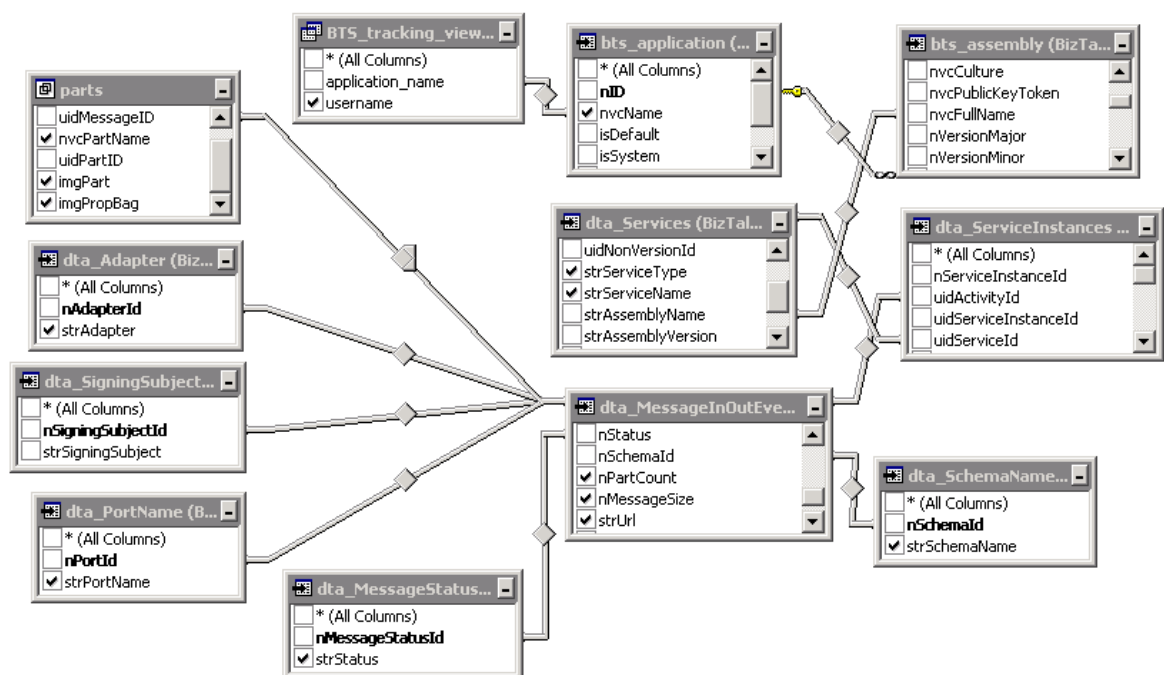 BTS_tracking_view...
* (All Columns)
application_name
username
bts_application (...
* (All Columns)
nID
nvcName
isDefault
isSystem
bts_assembly (BizTa...
nvcCulture
nvcPublicKeyToken
nvcFullName
nVersionMajor
nVersionMinor
parts
uidMessageID
nvcPartName
uidPartID
imgPart
imgPropBag
dta_Services (BizTal...
uidNonVersionId
strServiceType
strServiceName
strAssemblyName
strAssemblyVersion
dta_ServiceInstances ...
* (All Columns)
nServiceInstanceId
uidActivityId
uidServiceInstanceId
uidServiceId
dta_Adapter (Biz...
* (All Columns)
nAdapterId
strAdapter
dta_SigningSubject...
* (All Columns)
nSigningSubjectId
strSigningSubject
dta_MessageInOutEve...
nStatus
nSchemaId
nPartCount
nMessageSize
strUrl
dta_SchemaName...
* (All Columns)
nSchemaId
strSchemaName
dta_PortName (B...
* (All Columns)
nPortId
strPortName
dta_MessageStatus...
* (All Columns)
nMessageStatusId
strStatus